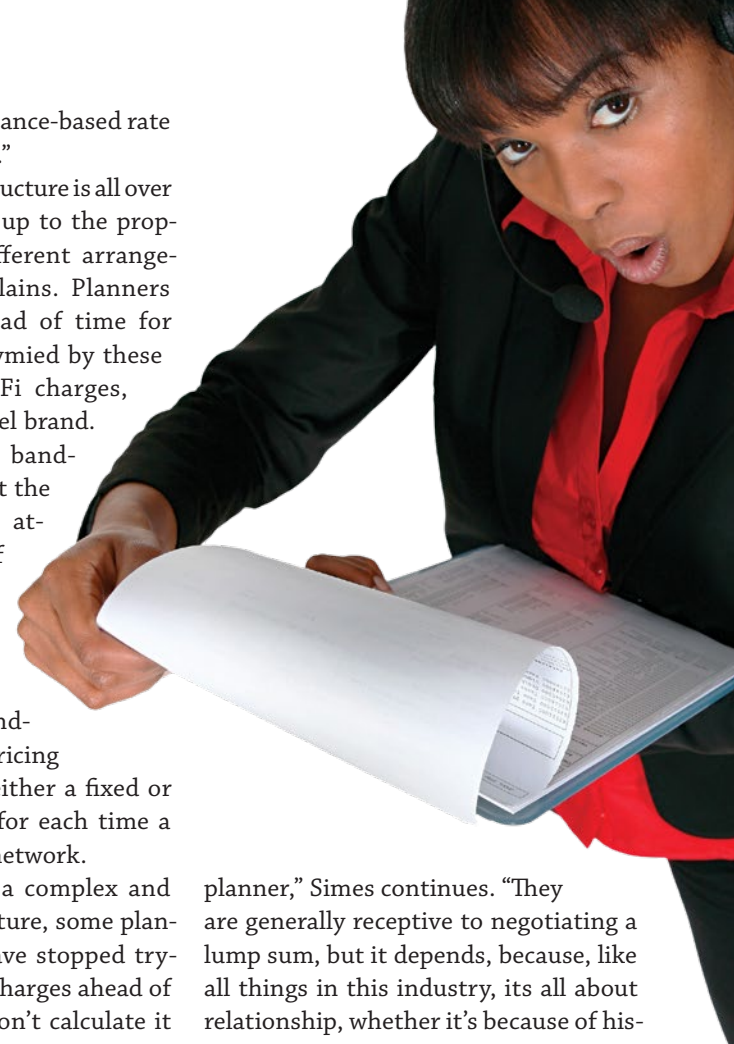 ance-based rate
.”
ucture is all over
up to the prop-
fferent arrange-
lains. Planners
ad of time for
ymied by these
Fi charges,
el brand.
band-
t the
at-
f
nd-
ricing
either a fixed or
for each time a
network.
a complex and
ture, some plan-
ave stopped try-
harges ahead of
on’t calculate it
planner,” Simes continues. “They
are generally receptive to negotiating a
lump sum, but it depends, because, like
all things in this industry, its all about
relationship, whether it’s because of his-